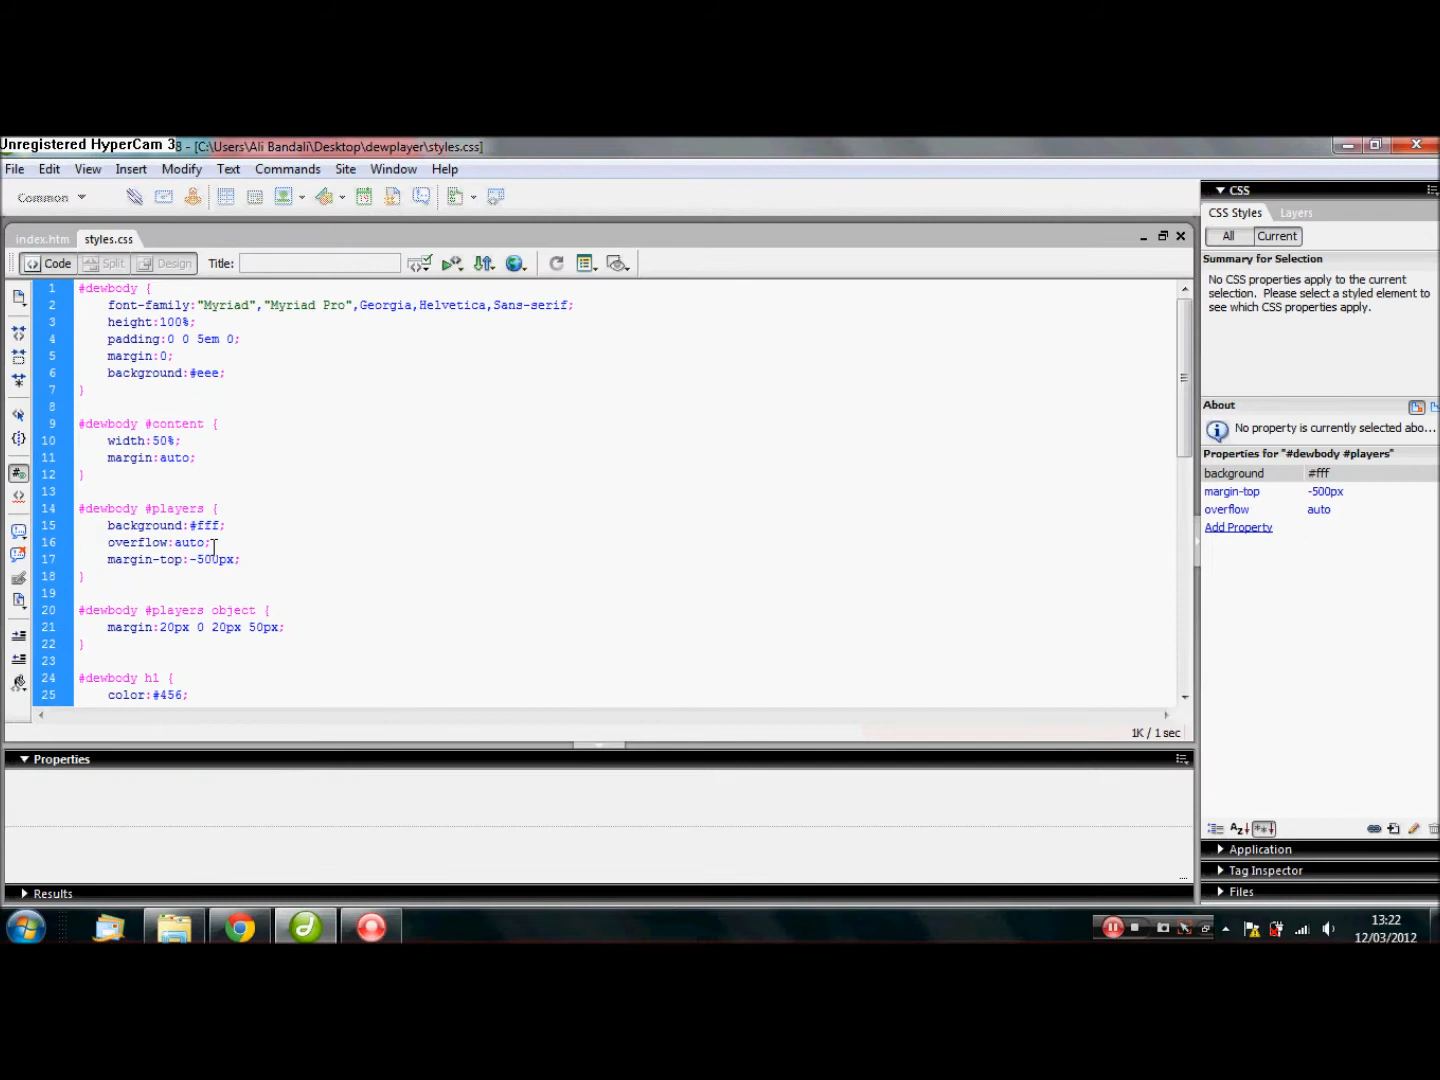 Unregistered HyperCam 3 8 - [C:\Users\Ali Bandali\Desktop\dewplayer\styles.css]
File Edit View Insert Modify Text Commands Site Window Help
Common
CSS
CSS Styles Layers
All Current
Summary for Selection
No CSS properties apply to the current
selection. Please select a styled element to
see which CSS properties apply.
index.htm styles.css
Code Split Design Title:
1 #dewbody {
2 font-family:"Myriad","Myriad Pro",Georgia,Helvetica,Sans-serif;
3 height:100%;
4 padding:0 0 5em 0;
5 margin:0;
6 background:#eee;
7 }
8
9 #dewbody #content {
10 width:50%;
11 margin:auto;
12 }
13
14 #dewbody #players {
15 background:#fff;
16 overflow:auto;
17 margin-top:-500px;
18 }
19
20 #dewbody #players object {
21 margin:20px 0 20px 50px;
22 }
23
24 #dewbody h1 {
25 color:#456;
About
No property is currently selected abo...
Properties for "#dewbody #players"
background #fff
margin-top -500px
overflow auto
Add Property
1K / 1 sec
Properties
Results
Application
Tag Inspector
Files
13:22
12/03/2012